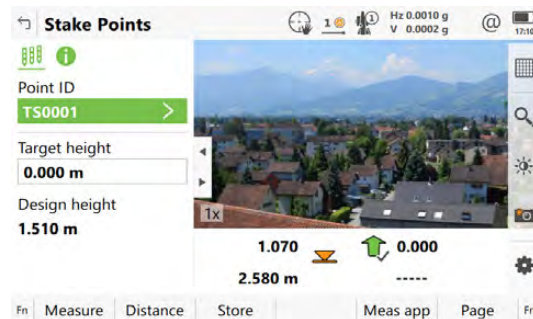 Stake Points
1
1
Hz 0.0010 g
V 0.0002 g
@
17:10
Point ID
TS0001
Target height
0.000 m
Design height
1.510 m
1x
1.070
0.000
2.580 m
-----
Fn Measure Distance Store Meas app Page Fn